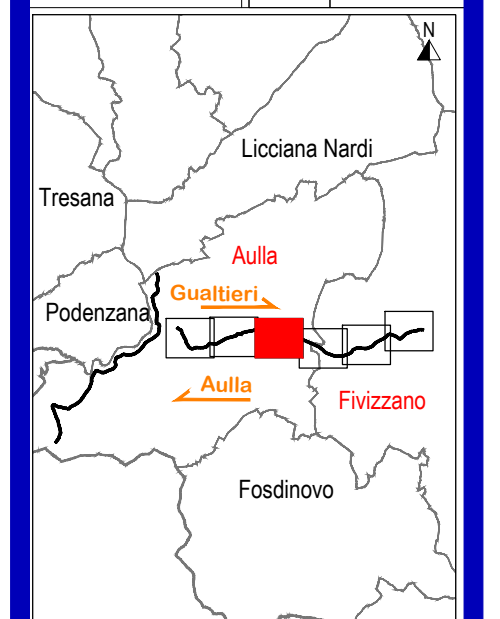 N
Licciana Nardi
Tresana
Aulla
Gualtieri
Podenzana
Aulla
Fivizzano
Fosdinovo